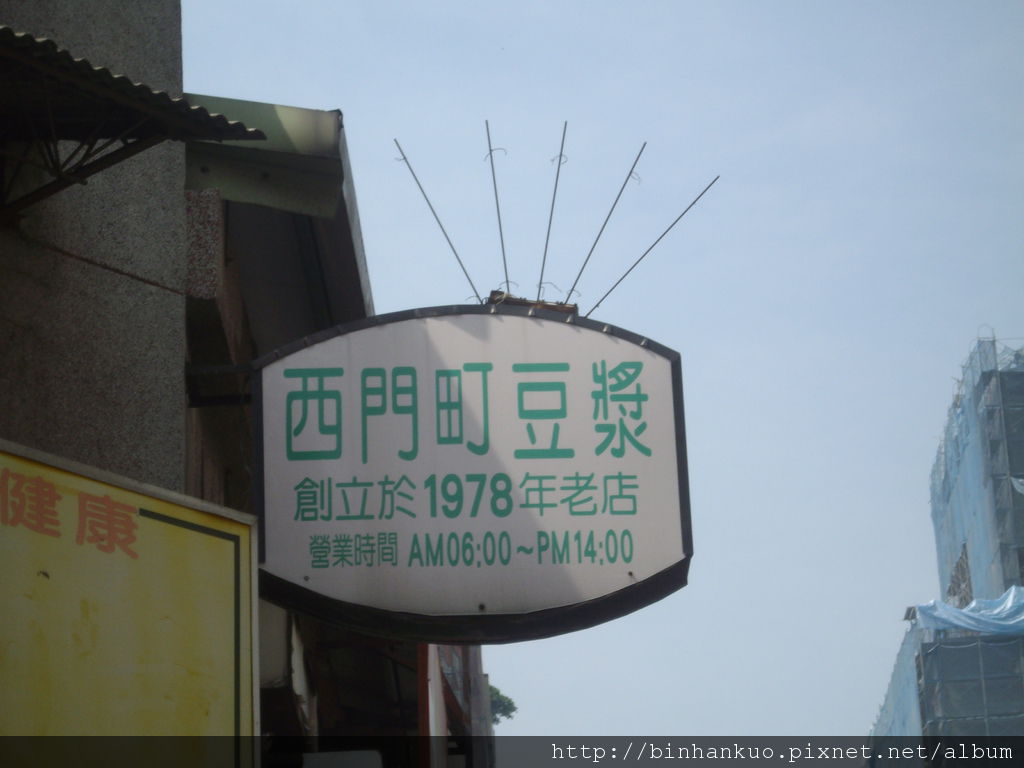 西門町豆漿
創立於1978年老店
營業時間 AM06:00~PM14:00
健康
http://binhankuo.pixnet.net/album